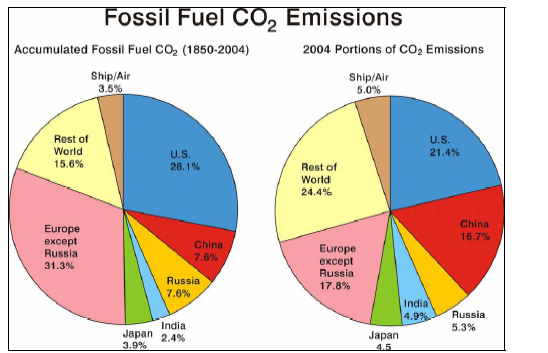 Fossil Fuel CO₂ Emissions
Accumulated Fossil Fuel CO₂ (1850-2004)
2004 Portions of CO₂ Emissions
Ship/Air
3.5%
U.S.
28.1%
China
7.6%
Russia
7.6%
India
2.4%
Japan
3.9%
Europe
except
Russia
31.3%
Rest of
World
15.6%
Ship/Air
5.0%
U.S.
21.4%
China
16.7%
Russia
5.3%
India
4.9%
Japan
4.5
Europe
except
Russia
17.8%
Rest of
World
24.4%